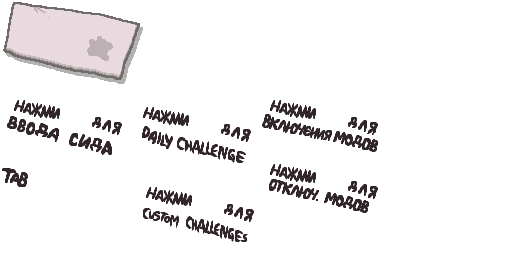 НАЖМИ ДЛЯ
ВВОДА СИДА
НАЖМИ ДЛЯ
DAILY CHALLENGE
НАЖМИ ДЛЯ
ВКЛЮЧЕНИЯ МОДОВ
TAB
НАЖМИ ДЛЯ
CUSTOM CHALLENGES
НАЖМИ ДЛЯ
ОТКЛЮЧ. МОДОВ